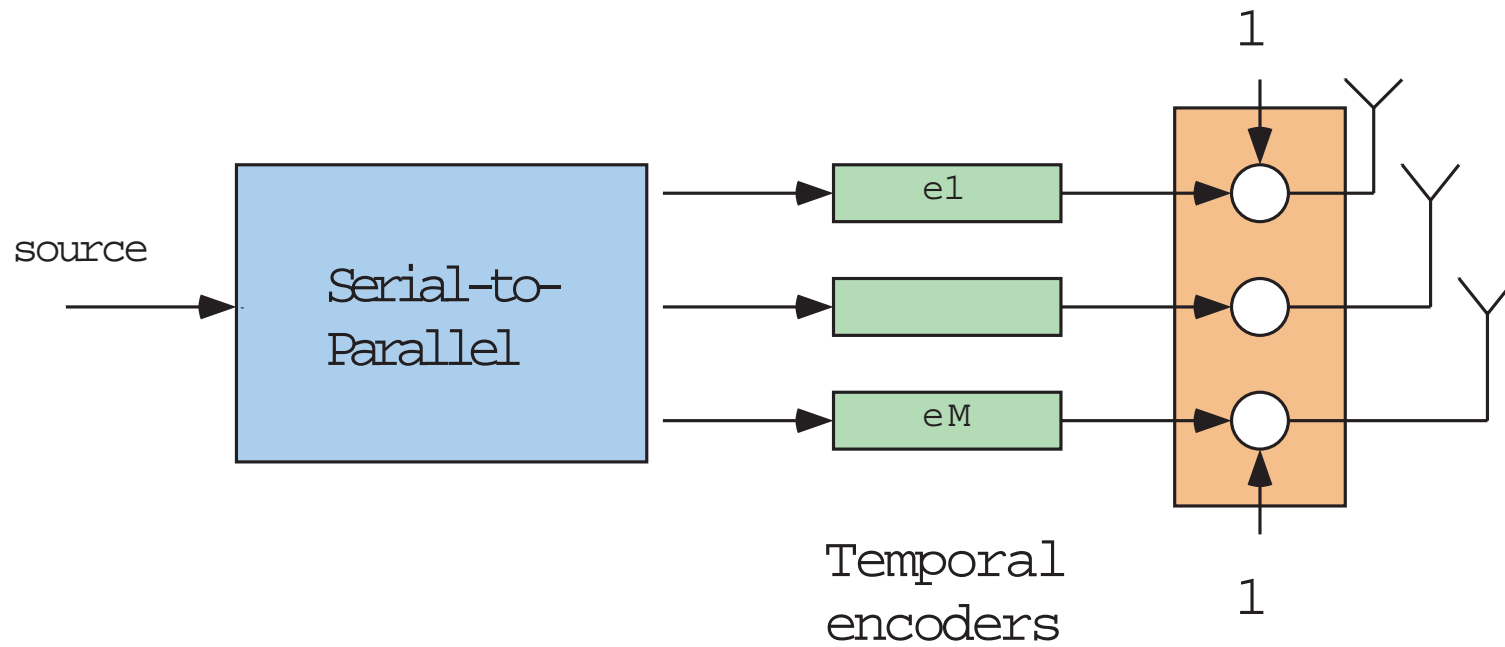 1
source
e1
Serial-to-
Parallel
eM
Temporal
encoders
1